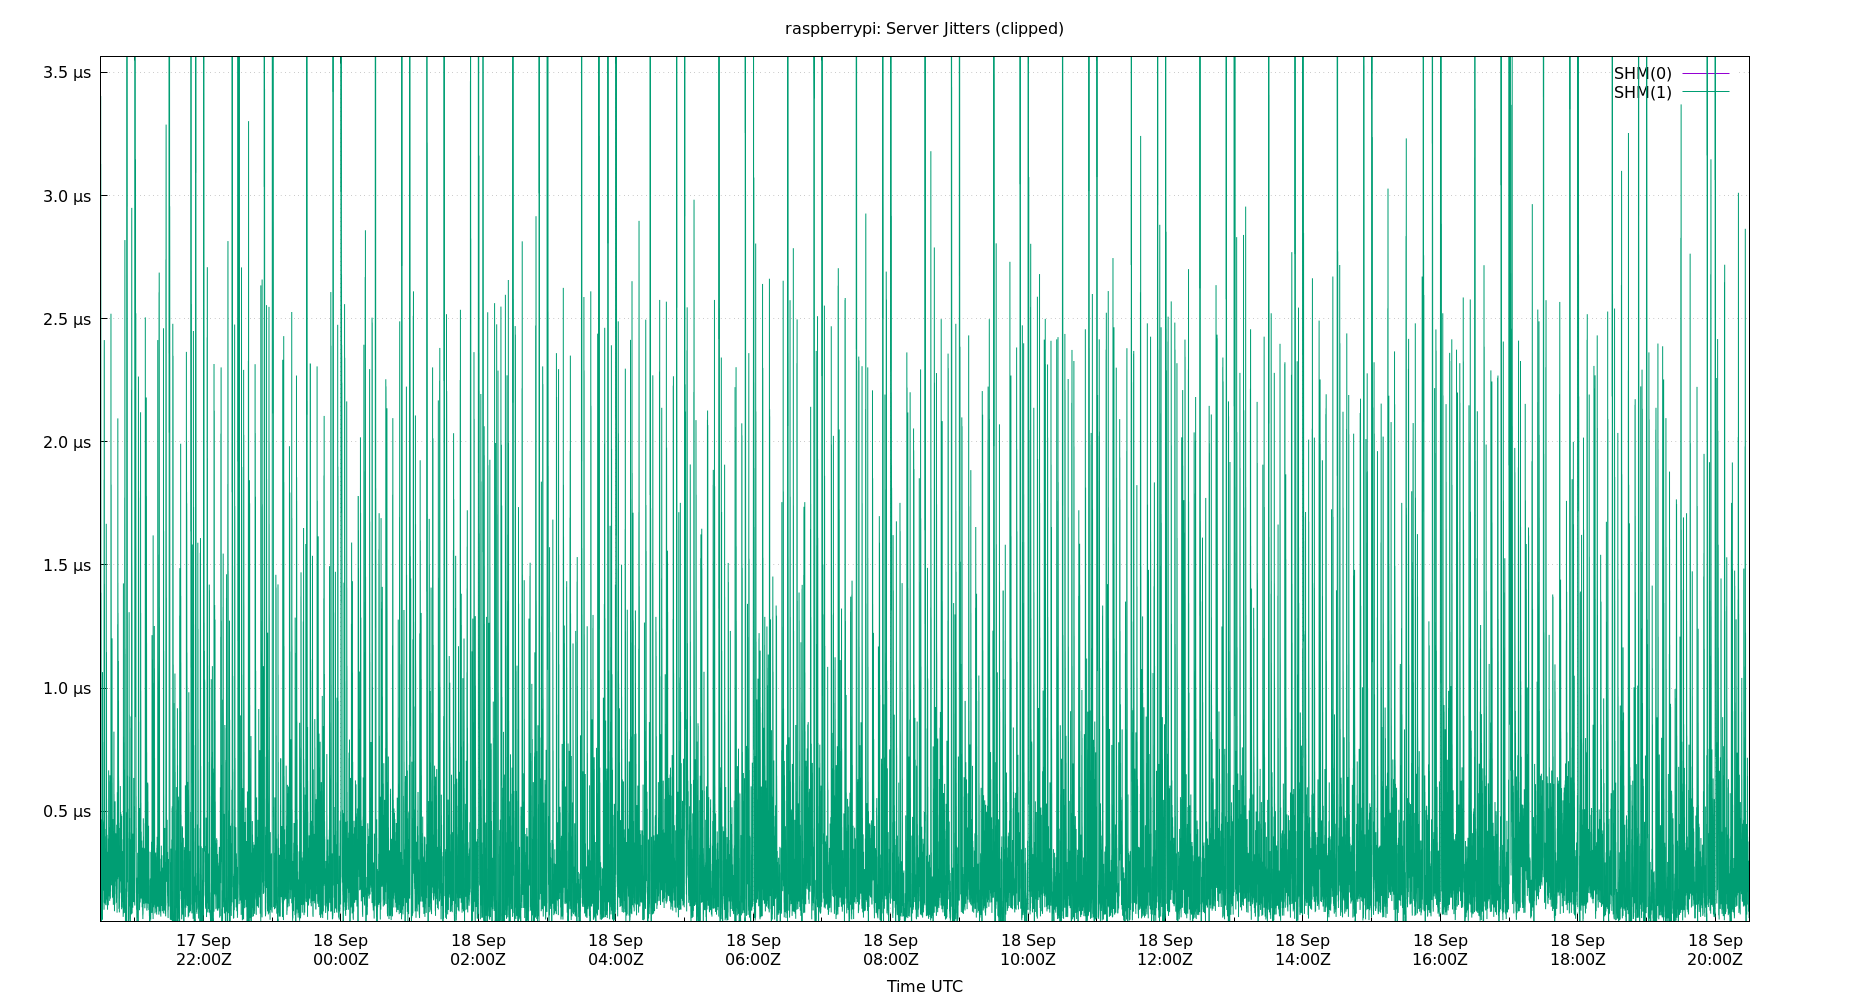 raspberrypi: Server Jitters (clipped)
3.5 µs
3.0 µs
2.5 µs
2.0 µs
1.5 µs
1.0 µs
0.5 µs
SHM(0)
SHM(1)
17 Sep
22:00Z
18 Sep
00:00Z
18 Sep
02:00Z
18 Sep
04:00Z
18 Sep
06:00Z
18 Sep
08:00Z
18 Sep
10:00Z
18 Sep
12:00Z
18 Sep
14:00Z
18 Sep
16:00Z
18 Sep
18:00Z
18 Sep
20:00Z
Time UTC